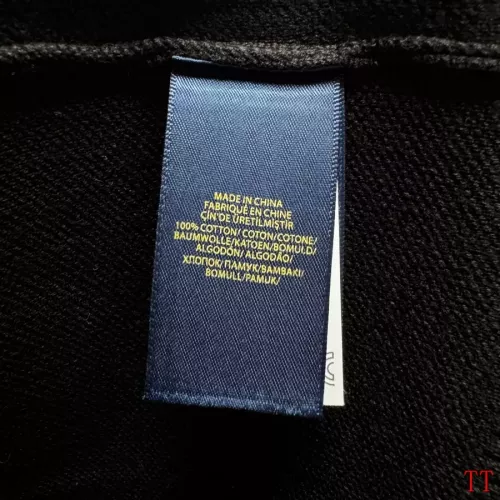 MADE IN CHINA
FABRIQUÉ EN CHINE
ÇİN'DE ÜRETİLMİŞTİR
100% COTTON/ COTON/COTONE/
BAUMWOLLE/KATOEN/BOMULD/
ALGODÓN/ ALGODÃO/
ХЛОПОК/ ПАМУК/BAMBAKI/
BOMULL/PAMUK/
TT